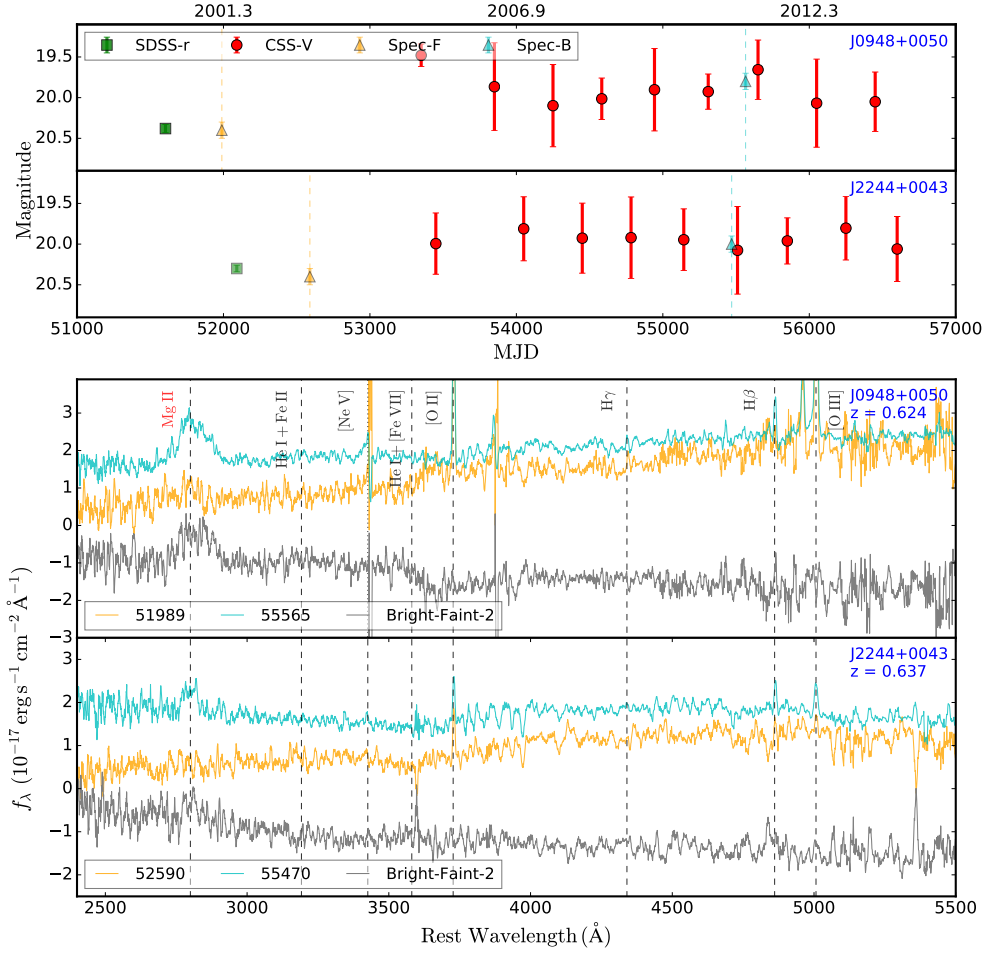 2001.3 2006.9 2012.3
SDSS-r CSS-V Spec-F Spec-B
J0948+0050
19.5
20.0
20.5
Magnitude
J2244+0043
19.5
20.0
20.5
51000 52000 53000 54000 55000 56000 57000
MJD
Mg II
He I + Fe II
[Ne V]
He I + [Fe VII]
[O II]
Hγ
Hβ
[O III]
J0948+0050
z = 0.624
3
2
1
0
−1
−2
−3
51989 55565 Bright-Faint-2
J2244+0043
z = 0.637
3
2
1
0
−1
−2
52590 55470 Bright-Faint-2
fλ (10⁻¹⁷ erg s⁻¹ cm⁻² Å⁻¹)
2500 3000 3500 4000 4500 5000 5500
Rest Wavelength (Å)